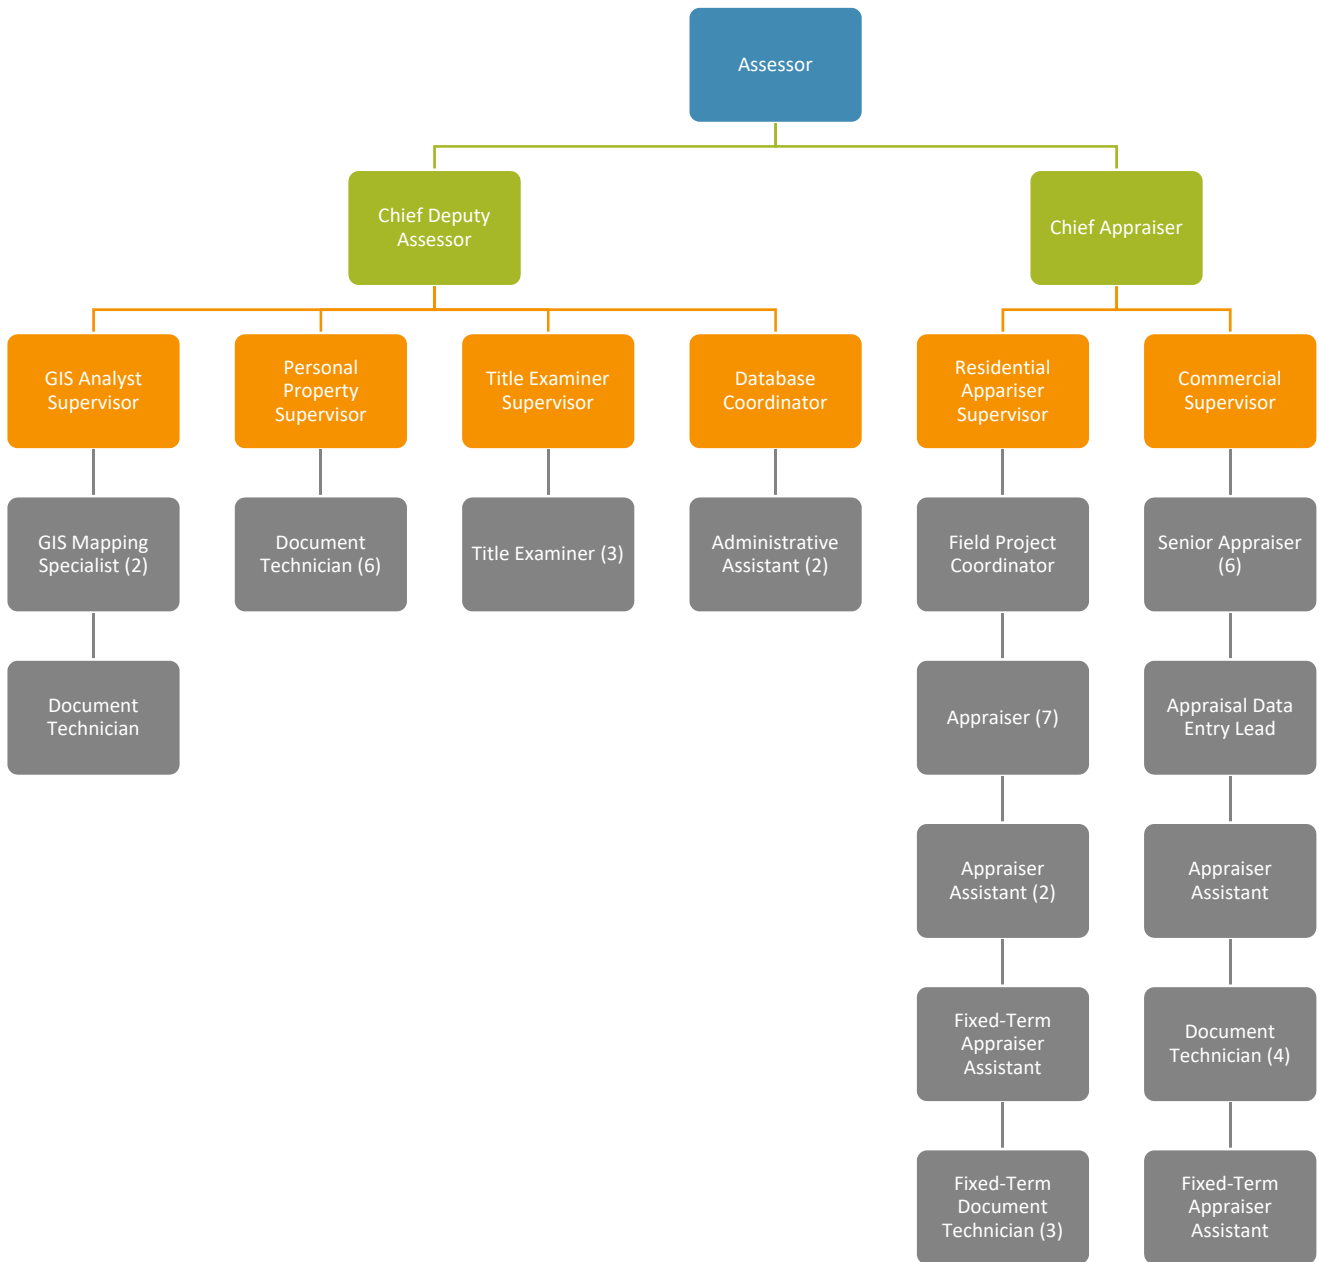 Assessor
Chief Deputy
Assessor
Chief Appraiser
GIS Analyst
Supervisor
Personal
Property
Supervisor
Title Examiner
Supervisor
Database
Coordinator
Residential
Appariser
Supervisor
Commercial
Supervisor
GIS Mapping
Specialist (2)
Document
Technician (6)
Title Examiner (3)
Administrative
Assistant (2)
Field Project
Coordinator
Senior Appraiser
(6)
Document
Technician
Appraiser (7)
Appraisal Data
Entry Lead
Appraiser
Assistant (2)
Appraiser
Assistant
Fixed-Term
Appraiser
Assistant
Document
Technician (4)
Fixed-Term
Document
Technician (3)
Fixed-Term
Appraiser
Assistant